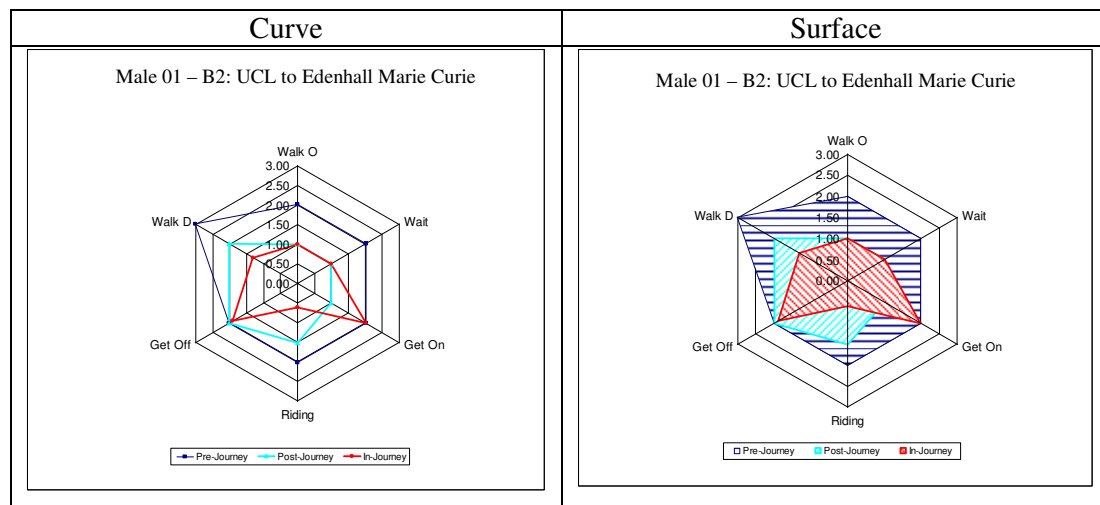 Curve
Surface
Male 01 – B2: UCL to Edenhall Marie Curie
Walk O
3.00
2.50
2.00
1.50
1.00
0.50
0.00
Walk D
Wait
Get Off
Get On
Riding
Pre-Journey Post-Journey In-Journey
Male 01 – B2: UCL to Edenhall Marie Curie
Walk O
3.00
2.50
2.00
1.50
1.00
0.50
0.00
Walk D
Wait
Get Off
Get On
Riding
Pre-Journey Post-Journey In-Journey